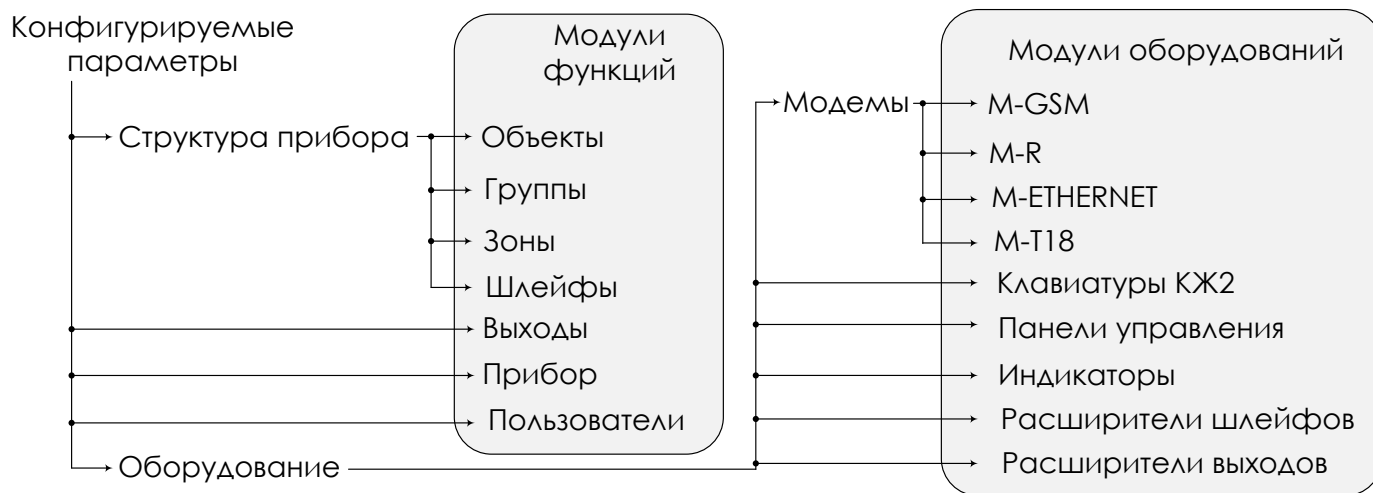 Конфигурируемые
параметры
Структура прибора
Модули
функций
Объекты
Группы
Зоны
Шлейфы
Выходы
Прибор
Пользователи
Оборудование
Модемы
Модули оборудований
M-GSM
M-R
M-ETHERNET
M-T18
Клавиатуры КЖ2
Панели управления
Индикаторы
Расширители шлейфов
Расширители выходов